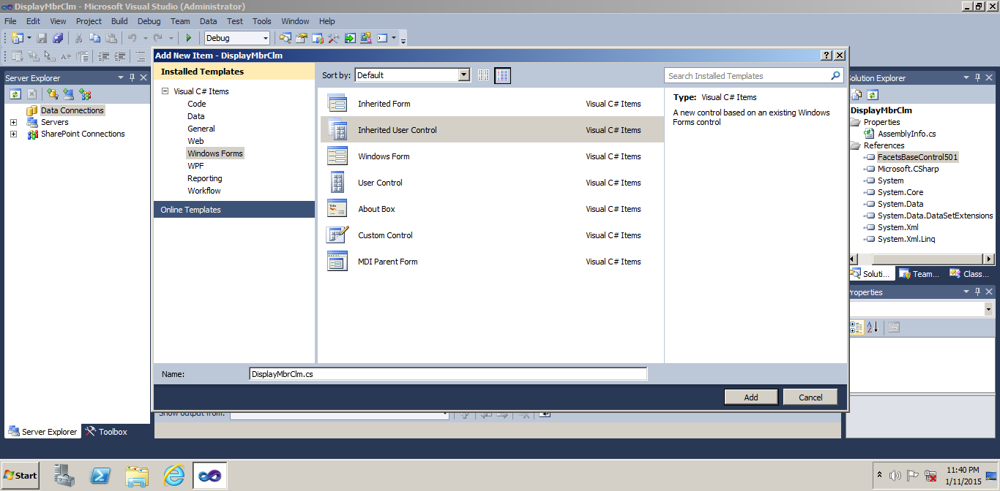 DisplayMbrClm - Microsoft Visual Studio (Administrator)
File Edit View Project Build Debug Team Data Test Tools Window Help
Debug
Server Explorer
Data Connections
Servers
SharePoint Connections
Server Explorer Toolbox
Add New Item - DisplayMbrClm
Installed Templates
Visual C# Items
Code
Data
General
Web
Windows Forms
WPF
Reporting
Workflow
Online Templates
Sort by: Default
Search Installed Templates
Inherited Form Visual C# Items
Inherited User Control Visual C# Items
Windows Form Visual C# Items
User Control Visual C# Items
About Box Visual C# Items
Custom Control Visual C# Items
MDI Parent Form Visual C# Items
Type: Visual C# Items
A new control based on an existing Windows
Forms control
Name: DisplayMbrClm.cs
Add Cancel
Show output from:
olution Explorer
DisplayMbrClm
Properties
AssemblyInfo.cs
References
FacetsBaseControl501
Microsoft.CSharp
System
System.Core
System.Data
System.Data.DataSetExtensions
System.Xml
System.Xml.Linq
Soluti... Team... Class...
roperties
Start
11:40 PM
1/11/2015